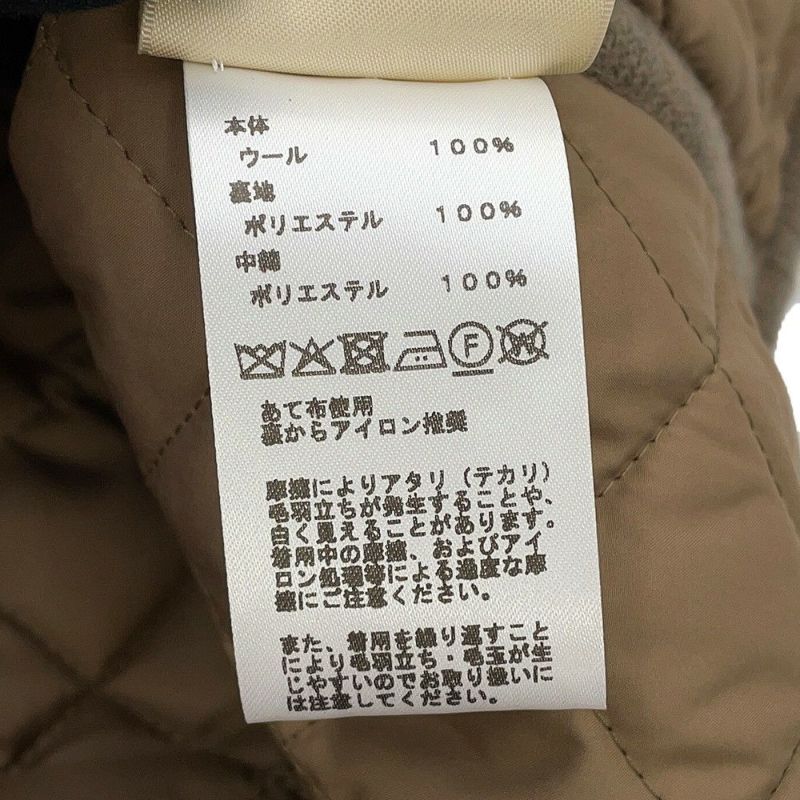 本体
ウール 100%
裏地
ポリエステル 100%
中綿
ポリエステル 100%
F W
あて布使用
裏からアイロン推奨
摩擦によりアタリ（テカリ）
毛羽立ちが発生することや、
白く見えることがあります。
着用中の摩擦、およびアイ
ロン処理等による過度な摩
擦にご注意ください。
また、着用を繰り返すこと
により毛羽立ち・毛玉が生
じやすいのでお取り扱いに
は注意してください。